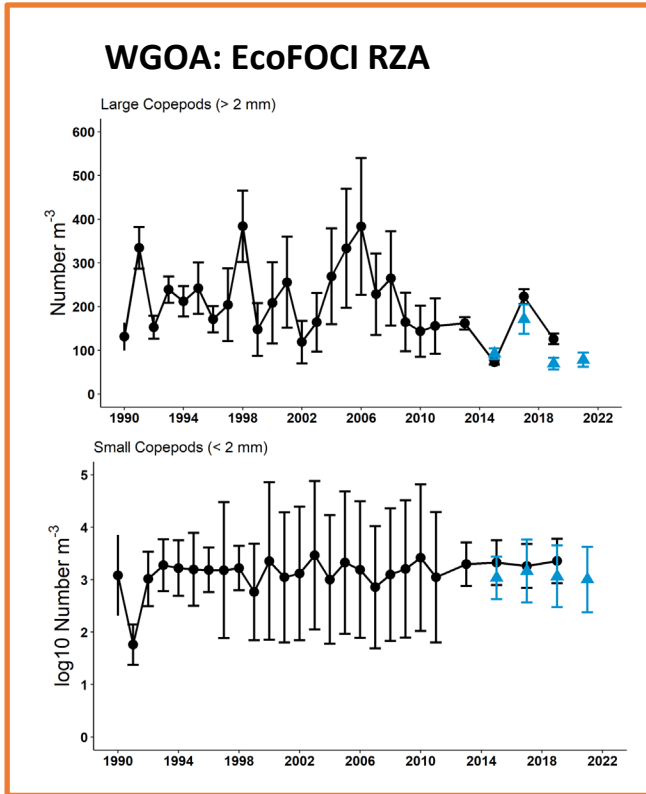 WGOA: EcoFOCI RZA
Large Copepods (> 2 mm)
Number m⁻³
600
500
400
300
200
100
0
1990 1994 1998 2002 2006 2010 2014 2018 2022
Small Copepods (< 2 mm)
log10 Number m⁻³
5
4
3
2
1
0
1990 1994 1998 2002 2006 2010 2014 2018 2022